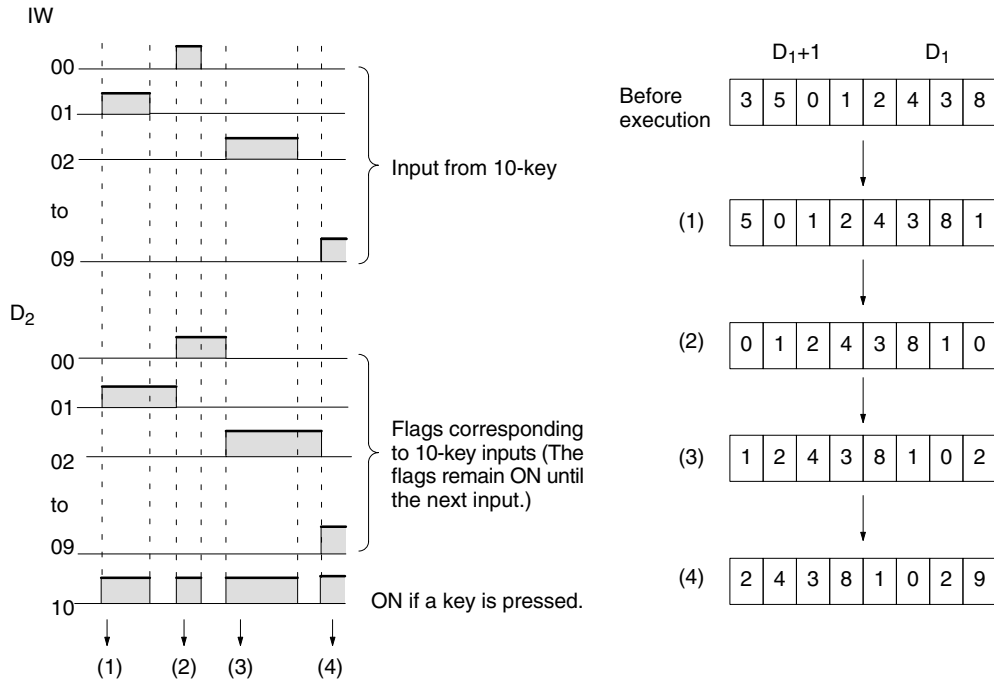 IW
00
01
02
to
09
Input from 10-key
D2
00
01
02
to
09
10
Flags corresponding
to 10-key inputs (The
flags remain ON until
the next input.)
ON if a key is pressed.
(1) (2) (3) (4)
D1+1 D1
Before
execution
3 5 0 1 2 4 3 8
(1) 5 0 1 2 4 3 8 1
(2) 0 1 2 4 3 8 1 0
(3) 1 2 4 3 8 1 0 2
(4) 2 4 3 8 1 0 2 9